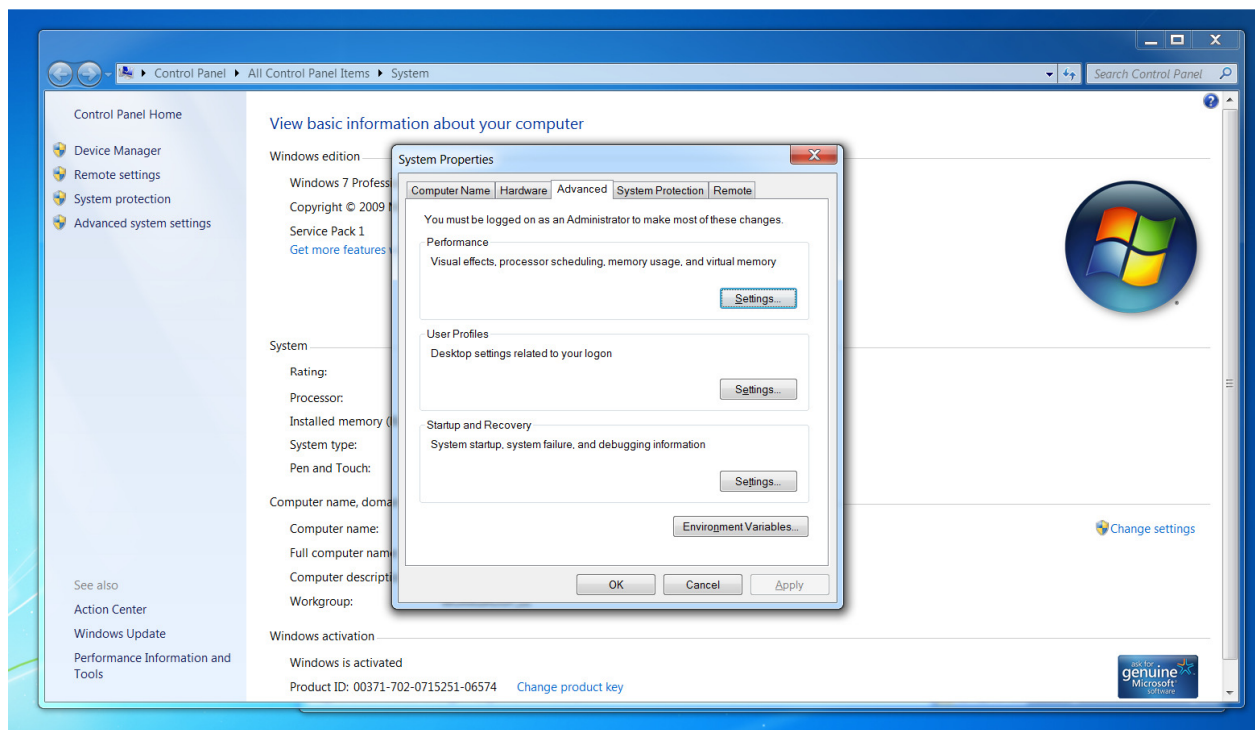 Control Panel All Control Panel Items System
Search Control Panel
Control Panel Home
Device Manager
Remote settings
System protection
Advanced system settings
See also
Action Center
Windows Update
Performance Information and
Tools
View basic information about your computer
Windows edition
Windows 7
Copyright © 2009
Service Pack 1
Get more features
System
Rating:
Processor:
Installed memory
System type:
Pen and Touch:
Computer name,
Computer name:
Full computer
Computer
Workgroup:
Change settings
Windows activation
Windows is activated
Product ID: 00371-702-0715251-06574 Change product key
ask for
genuine
Microsoft
software
System Properties
Computer Name Hardware Advanced System Protection Remote
You must be logged on as an Administrator to make most of these changes.
Performance
Visual effects, processor scheduling, memory usage, and virtual memory
Settings...
User Profiles
Desktop settings related to your logon
Settings...
Startup and Recovery
System startup, system failure, and debugging information
Settings...
Environment Variables...
OK Cancel Apply